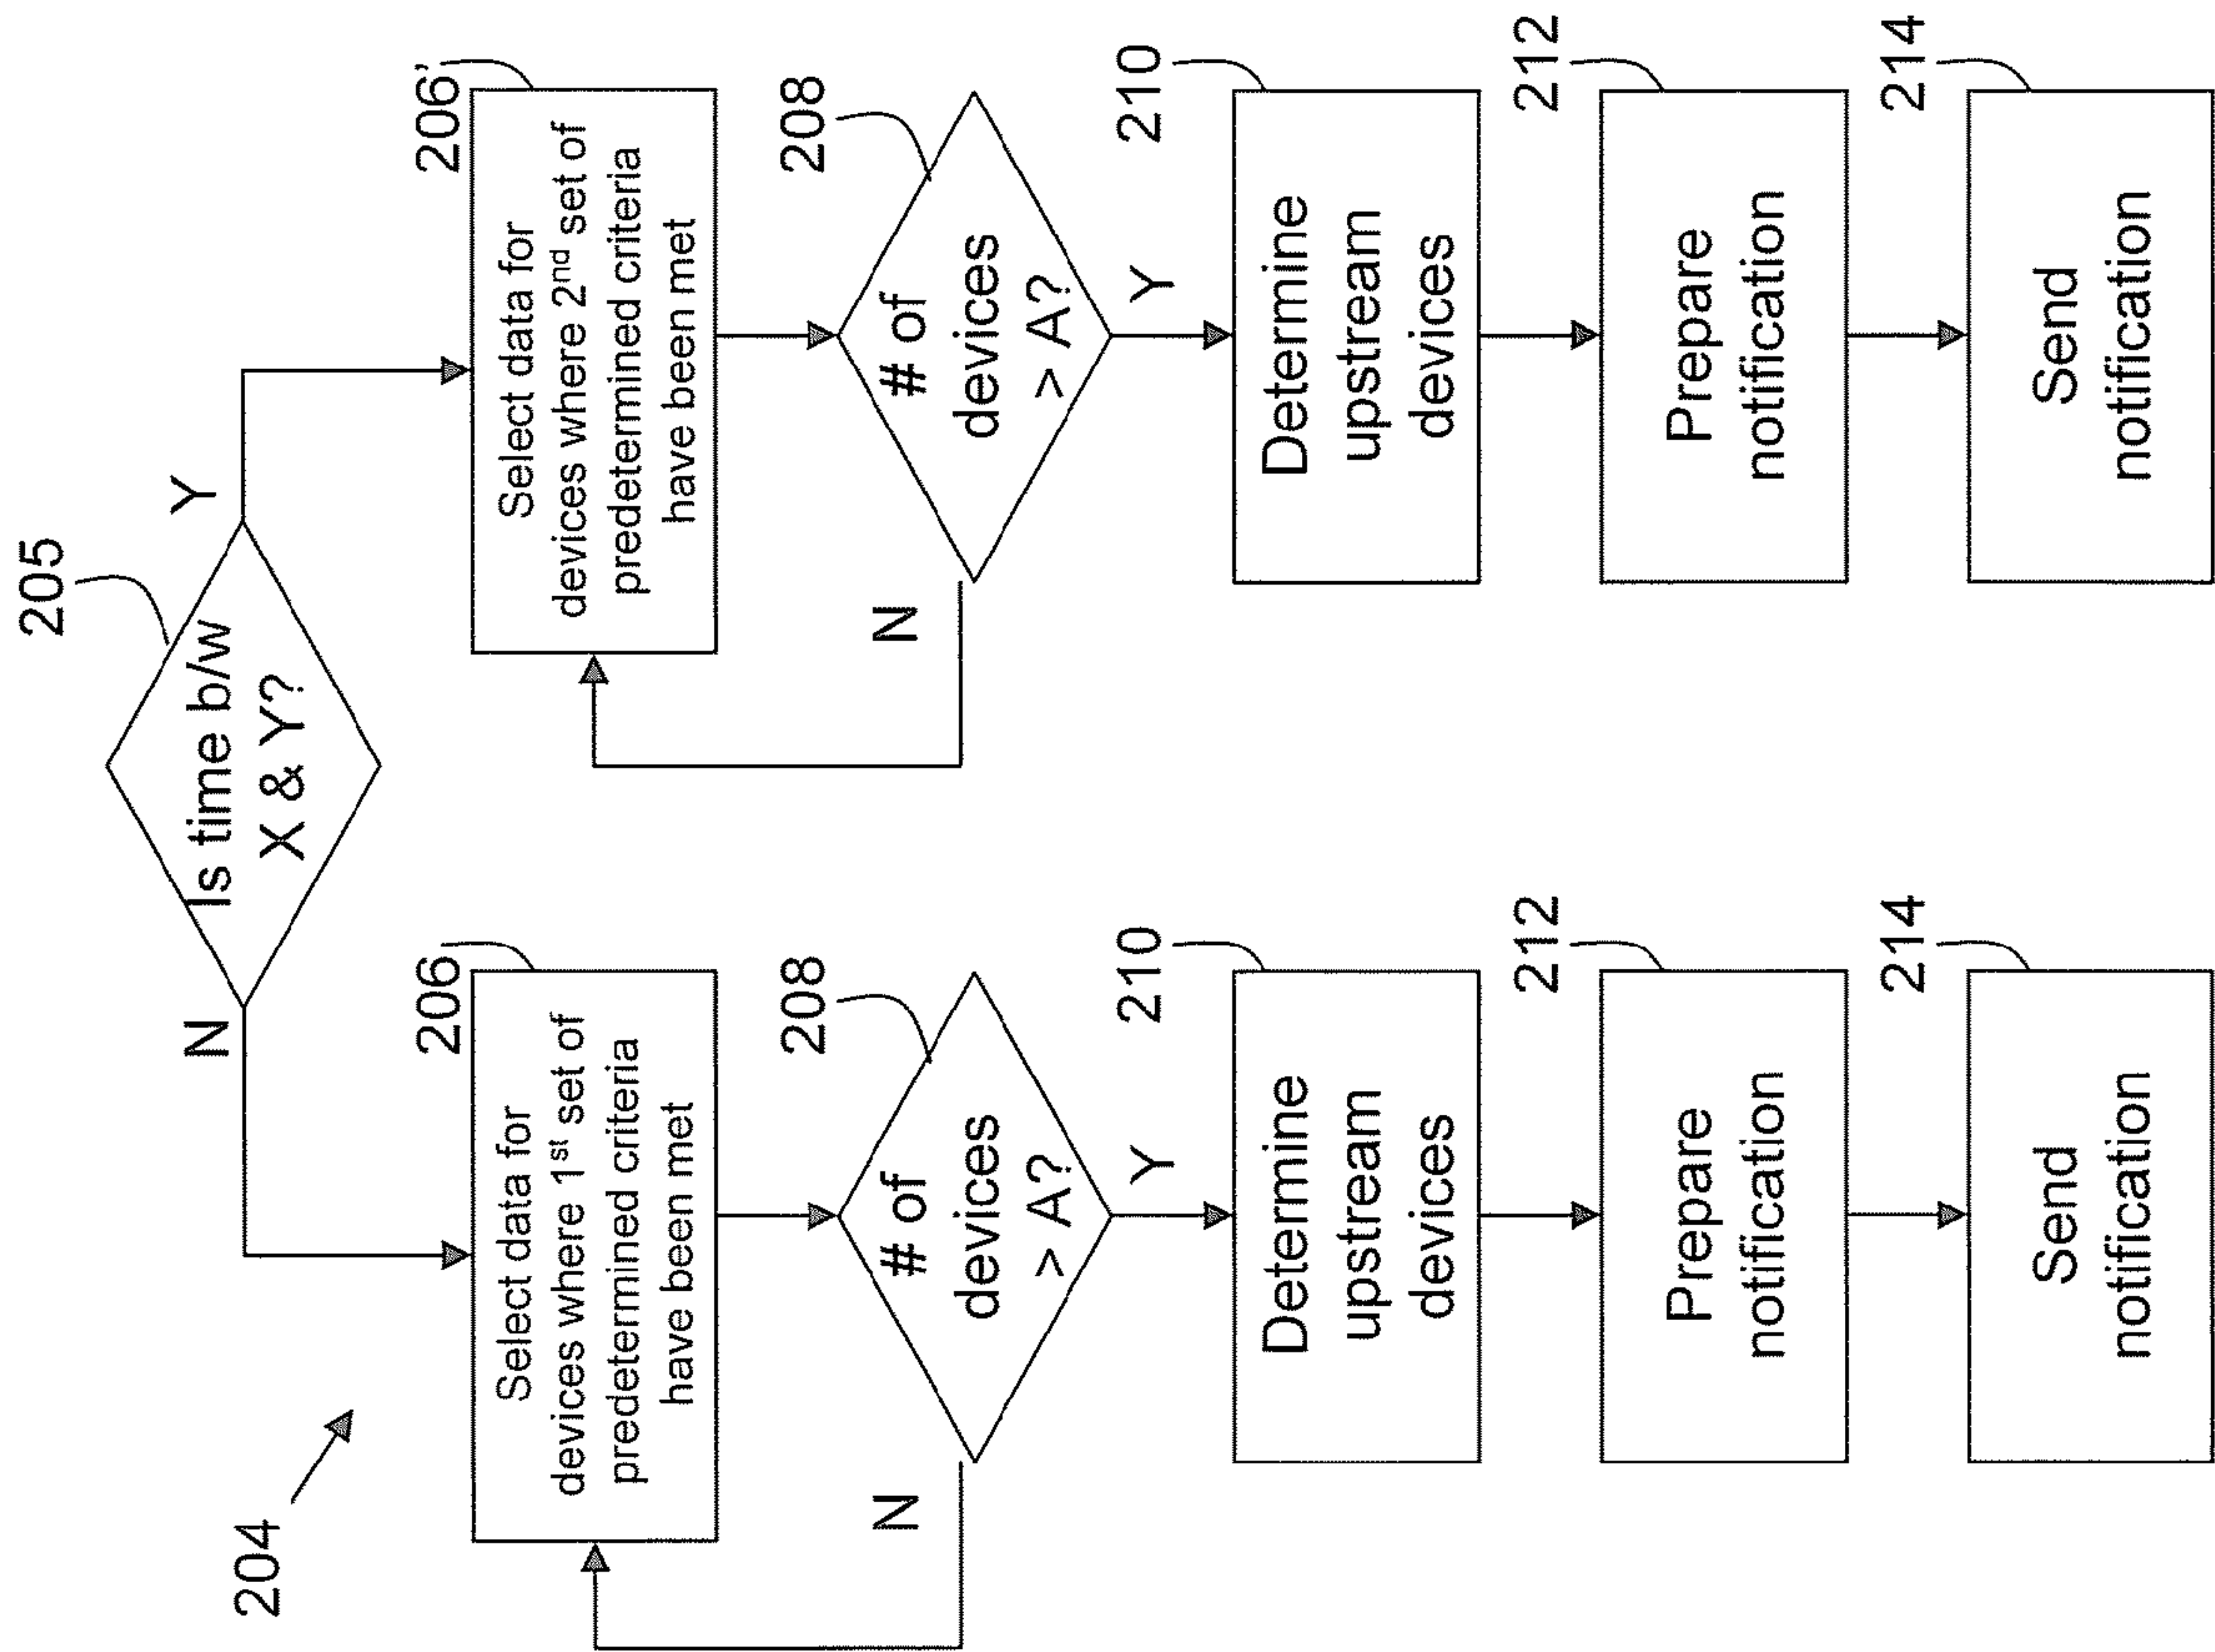 204
205
Is time b/w
X & Y?
N
Y
206
Select data for
devices where 1st set of
predetermined criteria
have been met
208
# of
devices
> A?
N
Y
210
Determine
upstream
devices
212
Prepare
notification
214
Send
notification
206'
Select data for
devices where 2nd set of
predetermined criteria
have been met
208
# of
devices
> A?
N
Y
210
Determine
upstream
devices
212
Prepare
notification
214
Send
notification